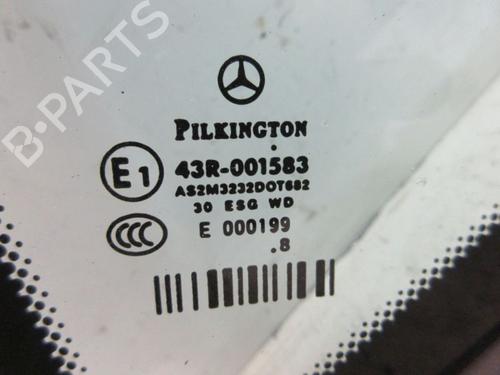 B-PARTS
PILKINGTON
E1 43R-001583
AS2M3232DOT682
30 ESG WD
CCC E 000199
.8